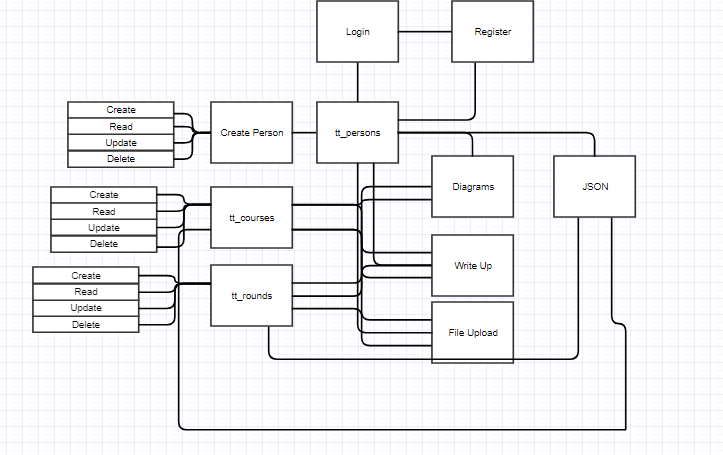 Login
Register
Create
Read
Update
Delete
Create Person
tt_persons
Diagrams
JSON
Create
Read
Update
Delete
tt_courses
Write Up
Create
Read
Update
Delete
tt_rounds
File Upload